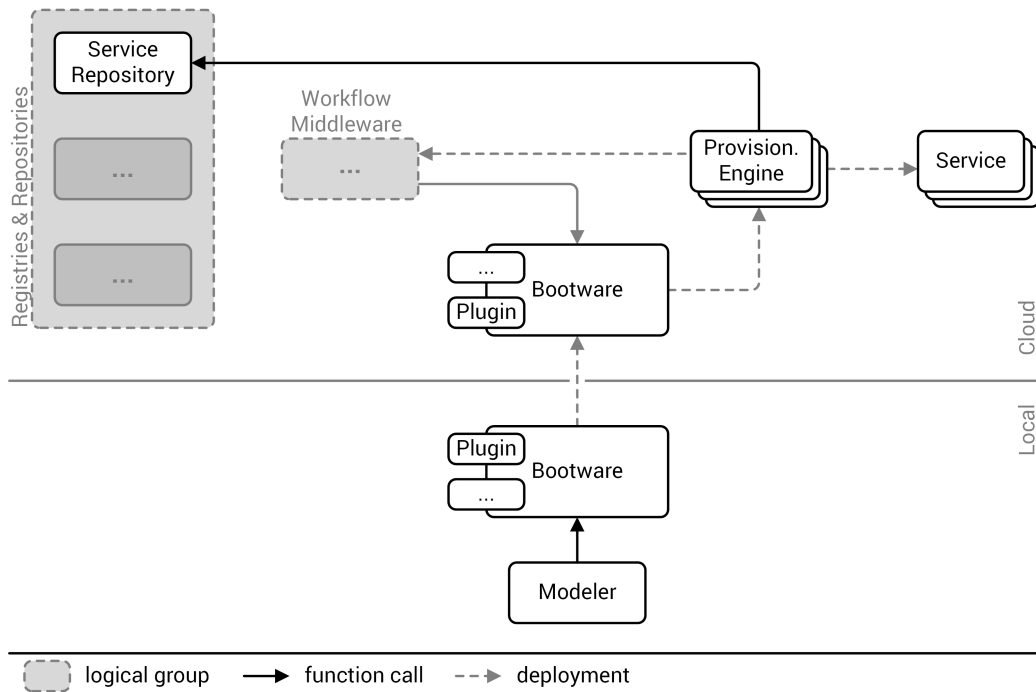 Service
Repository
...
...
Registries & Repositories
Workflow
Middleware
...
Provision.
Engine
Service
...
Plugin
Bootware
Cloud
Local
Plugin
...
Bootware
Modeler
logical group
function call
deployment